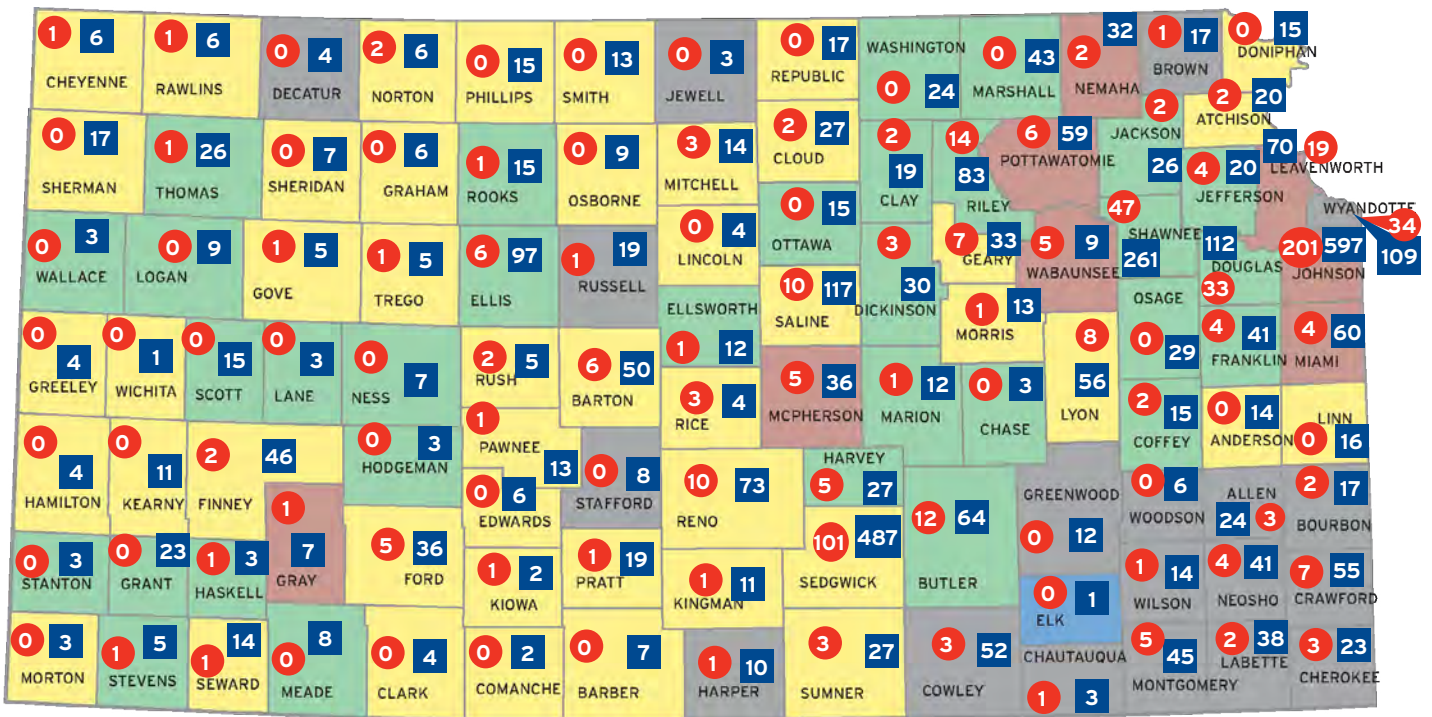 1 6 CHEYENNE
1 6 RAWLINS
0 4 DECATUR
2 6 NORTON
0 15 PHILLIPS
0 13 SMITH
0 3 JEWELL
0 17 REPUBLIC
WASHINGTON 0 24
0 43 MARSHALL
32 2 NEMAHA
1 17 BROWN
0 15 DONIPHAN
0 17 SHERMAN
1 26 THOMAS
0 7 SHERIDAN
0 6 GRAHAM
1 15 ROOKS
0 9 OSBORNE
3 14 MITCHELL
2 27 CLOUD
2 19 CLAY
14 83 RILEY
6 59 POTTAWATOMIE
2 JACKSON 26
2 20 ATCHISON
4 20 JEFFERSON
70 19 LEAVENWORTH
WYANDOTTE 34 109
0 4 LINCOLN
0 15 OTTAWA
0 3 WALLACE
0 9 LOGAN
1 5 GOVE
1 5 TREGO
6 97 ELLIS
1 19 RUSSELL
ELLSWORTH 1 12
10 117 SALINE
3 30 DICKINSON
7 33 GEARY
5 9 WABAUNSEE
47 SHAWNEE 261
112 DOUGLAS 33
201 597 JOHNSON
1 13 MORRIS
OSAGE 0 29
4 41 FRANKLIN
4 60 MIAMI
0 4 GREELEY
0 1 WICHITA
0 15 SCOTT
0 3 LANE
0 7 NESS
2 5 RUSH
6 50 BARTON
3 4 RICE
5 36 MCPHERSON
1 12 MARION
0 3 CHASE
8 56 LYON
2 15 COFFEY
0 14 ANDERSON
LINN 0 16
0 4 HAMILTON
0 11 KEARNY
2 46 FINNEY
0 3 HODGEMAN
1 PAWNEE 13
0 8 STAFFORD
0 6 EDWARDS
10 73 RENO
HARVEY 5 27
12 64 BUTLER
GREENWOOD 0 12
0 6 WOODSON
ALLEN 24 3
2 17 BOURBON
0 3 STANTON
0 23 GRANT
1 3 HASKELL
1 7 GRAY
5 36 FORD
1 2 KIOWA
1 19 PRATT
1 11 KINGMAN
101 487 SEDGWICK
0 1 ELK
1 14 WILSON
4 41 NEOSHO
7 55 CRAWFORD
0 3 MORTON
1 5 STEVENS
14 1 SEWARD
8 0 MEADE
0 4 CLARK
0 2 COMANCHE
0 7 BARBER
1 10 HARPER
3 27 SUMNER
3 52 COWLEY
CHAUTAUQUA 1 3
5 45 MONTGOMERY
2 38 LABETTE
3 23 CHEROKEE